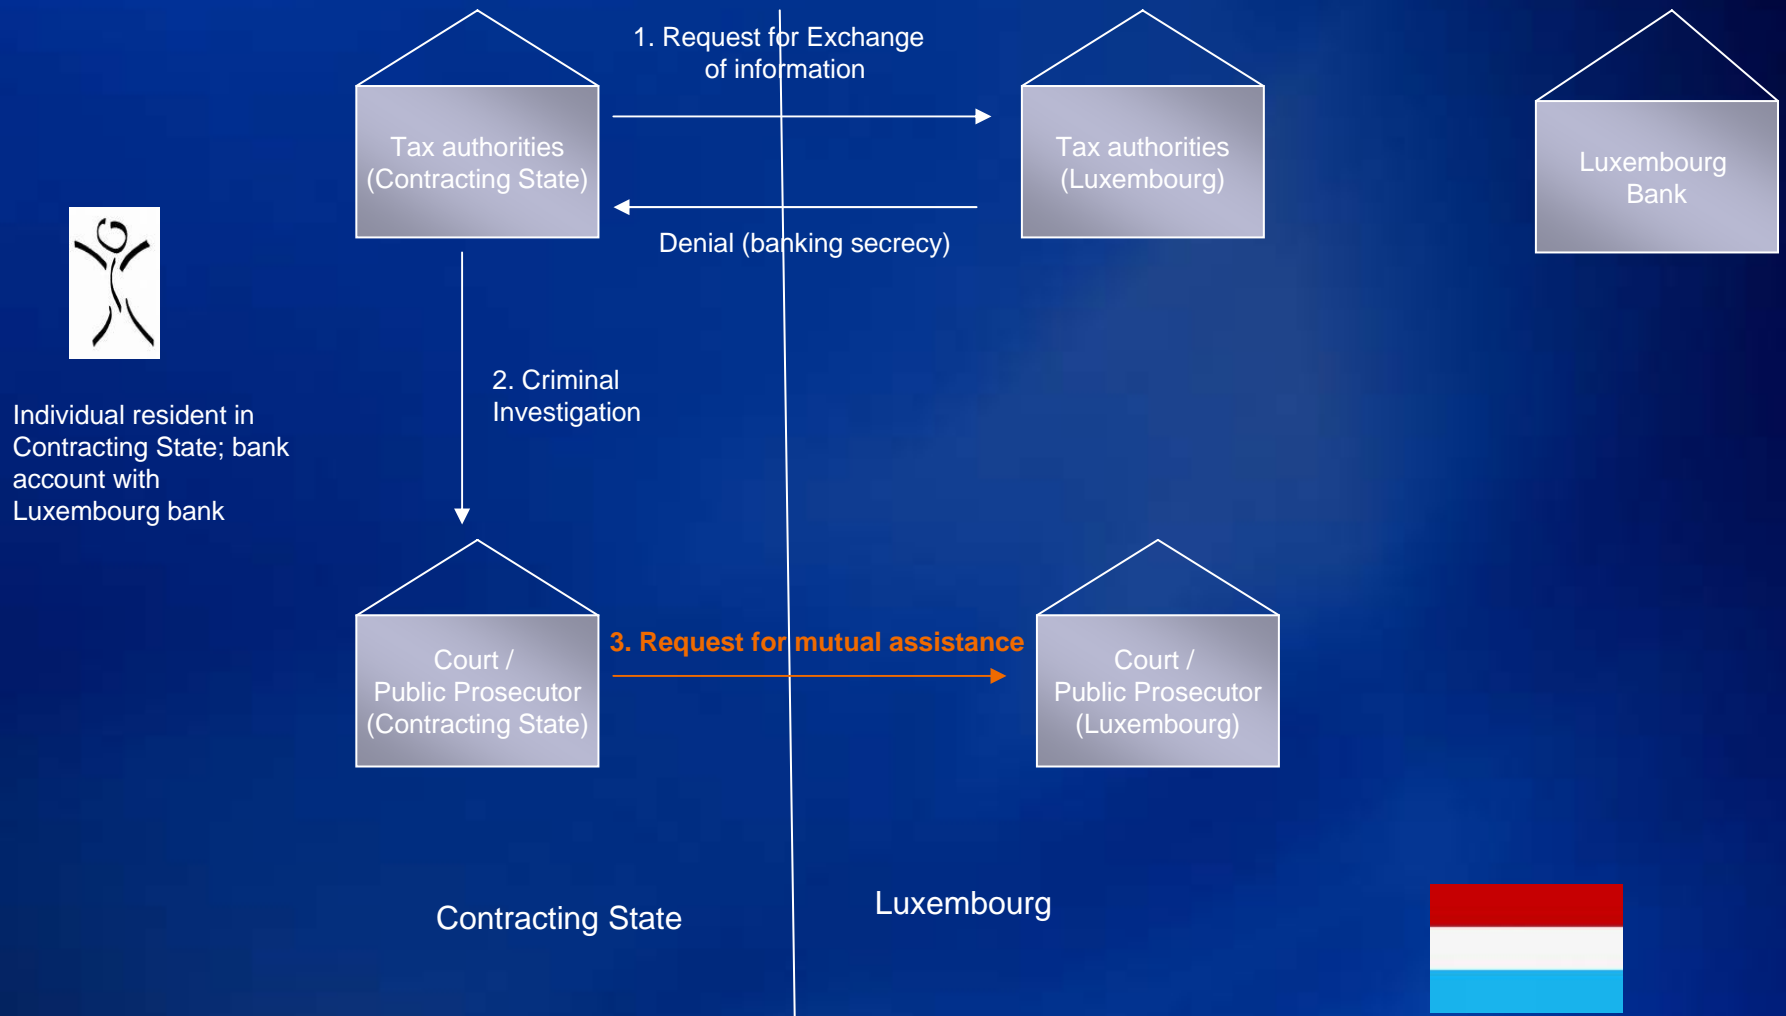 1. Request for Exchange
of information
Tax authorities
(Contracting State)
Tax authorities
(Luxembourg)
Luxembourg
Bank
Denial (banking secrecy)
2. Criminal
Investigation
Individual resident in
Contracting State; bank
account with
Luxembourg bank
3. Request for mutual assistance
Court /
Public Prosecutor
(Contracting State)
Court /
Public Prosecutor
(Luxembourg)
Contracting State
Luxembourg